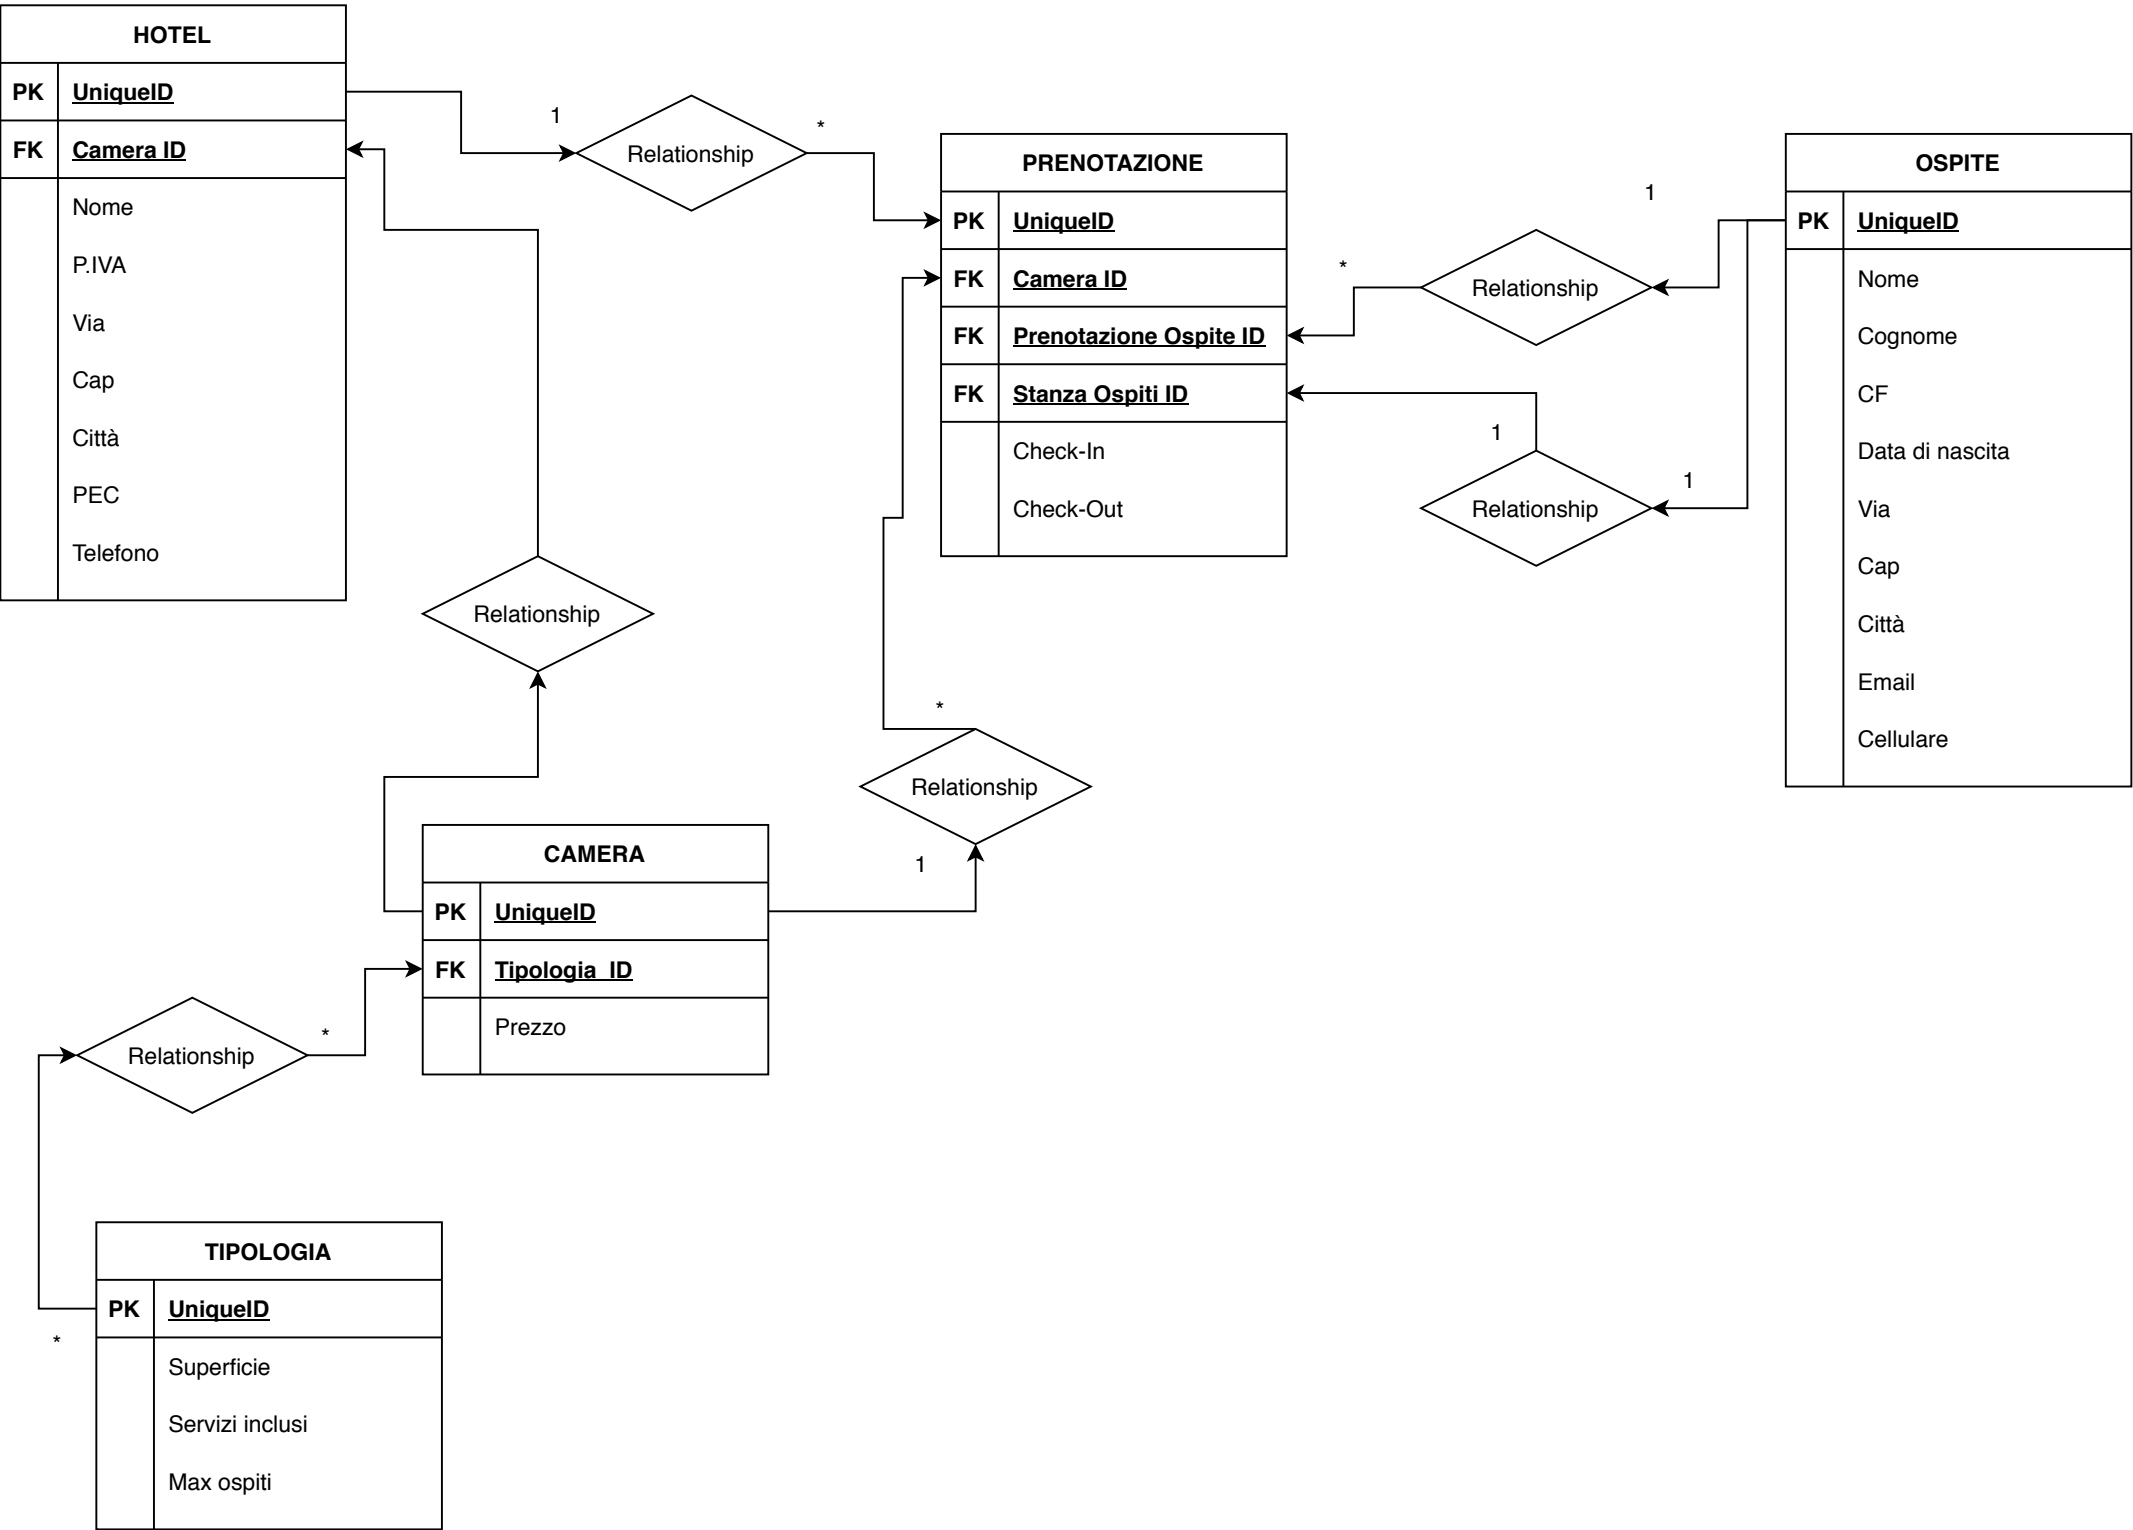 HOTEL
PK UniqueID
FK Camera ID
Nome
P.IVA
Via
Cap
Città
PEC
Telefono
1
Relationship
*
PRENOTAZIONE
PK UniqueID
FK Camera ID
FK Prenotazione Ospite ID
FK Stanza Ospiti ID
Check-In
Check-Out
1
*
Relationship
1
1
Relationship
OSPITE
PK UniqueID
Nome
Cognome
CF
Data di nascita
Via
Cap
Città
Email
Cellulare
Relationship
*
Relationship
1
CAMERA
PK UniqueID
FK Tipologia_ID
Prezzo
Relationship
*
*
TIPOLOGIA
PK UniqueID
Superficie
Servizi inclusi
Max ospiti